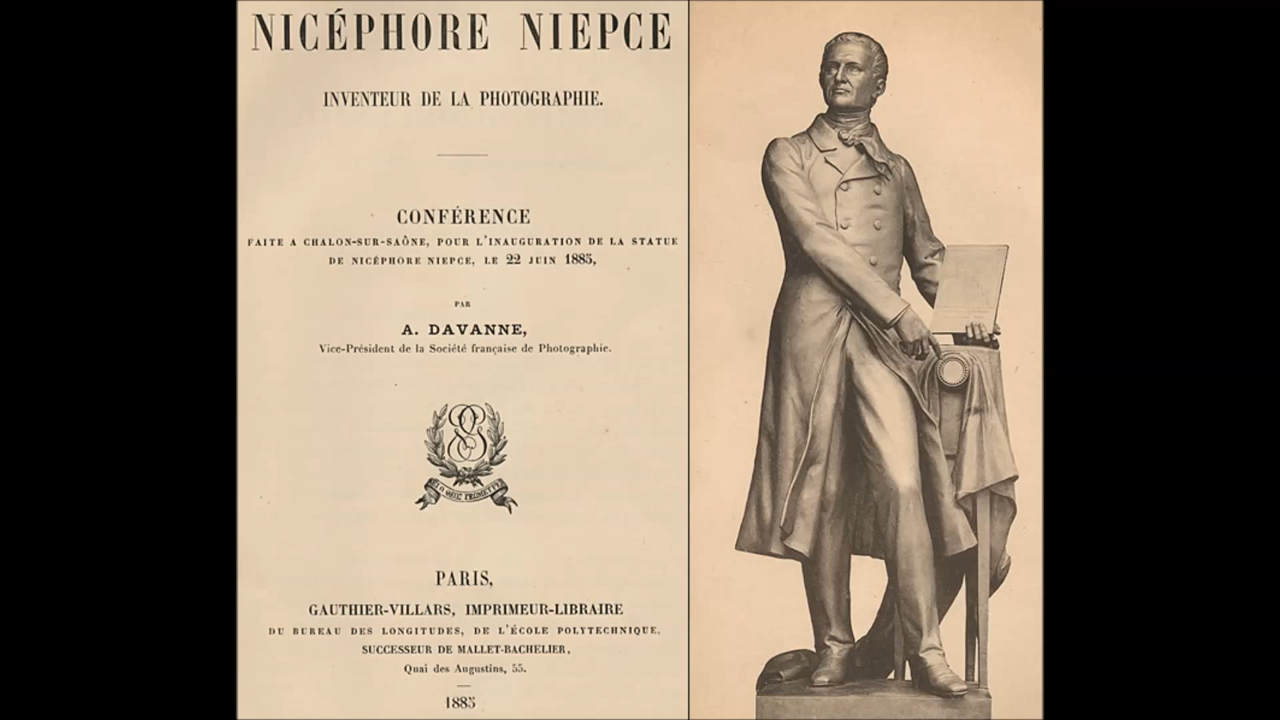 NICÉPHORE NIEPCE
INVENTEUR DE LA PHOTOGRAPHIE.
CONFÉRENCE
FAITE A CHALON-SUR-SAÔNE, POUR L'INAUGURATION DE LA STATUE
DE NICÉPHORE NIEPCE, LE 22 JUIN 1885,
PAR
A. DAVANNE,
Vice-Président de la Société française de Photographie.
PARIS,
GAUTHIER-VILLARS, IMPRIMEUR-LIBRAIRE
DU BUREAU DES LONGITUDES, DE L'ÉCOLE POLYTECHNIQUE,
SUCCESSEUR DE MALLET-BACHELIER,
Quai des Augustins, 55.
1885